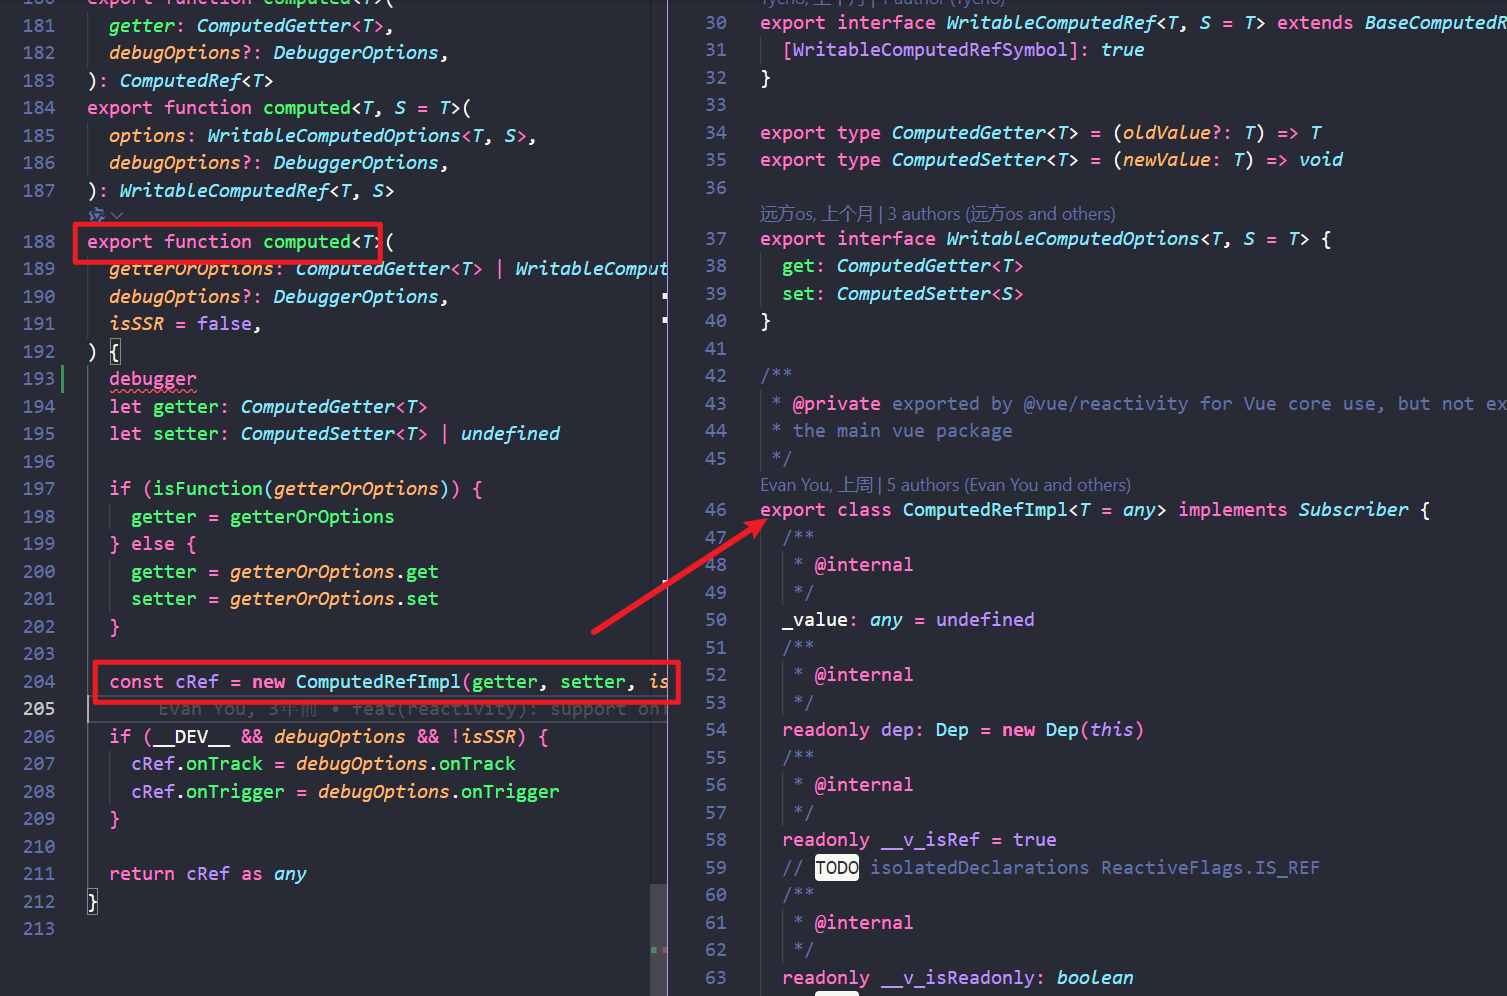 180 export function computed<T>(
181 getter: ComputedGetter<T>,
182 debugOptions?: DebuggerOptions,
183 ): ComputedRef<T>
184 export function computed<T, S = T>(
185 options: WritableComputedOptions<T, S>,
186 debugOptions?: DebuggerOptions,
187 ): WritableComputedRef<T, S>
188 export function computed<T>(
189 getterOrOptions: ComputedGetter<T> | WritableComput
190 debugOptions?: DebuggerOptions,
191 isSSR = false,
192 ) {
193 debugger
194 let getter: ComputedGetter<T>
195 let setter: ComputedSetter<T> | undefined
196
197 if (isFunction(getterOrOptions)) {
198 getter = getterOrOptions
199 } else {
200 getter = getterOrOptions.get
201 setter = getterOrOptions.set
202 }
203
204 const cRef = new ComputedRefImpl(getter, setter, is
205 Evan You, 3年前 • feat(reactivity): support on
206 if (__DEV__ && debugOptions && !isSSR) {
207 cRef.onTrack = debugOptions.onTrack
208 cRef.onTrigger = debugOptions.onTrigger
209 }
210
211 return cRef as any
212 }
213
Tycho, 上个月 | 1 author (Tycho)
30 export interface WritableComputedRef<T, S = T> extends BaseComputedR
31 [WritableComputedRefSymbol]: true
32 }
33
34 export type ComputedGetter<T> = (oldValue?: T) => T
35 export type ComputedSetter<T> = (newValue: T) => void
36
远方os, 上个月 | 3 authors (远方os and others)
37 export interface WritableComputedOptions<T, S = T> {
38 get: ComputedGetter<T>
39 set: ComputedSetter<S>
40 }
41
42 /**
43 * @private exported by @vue/reactivity for Vue core use, but not ex
44 * the main vue package
45 */
Evan You, 上周 | 5 authors (Evan You and others)
46 export class ComputedRefImpl<T = any> implements Subscriber {
47 /**
48 * @internal
49 */
50 _value: any = undefined
51 /**
52 * @internal
53 */
54 readonly dep: Dep = new Dep(this)
55 /**
56 * @internal
57 */
58 readonly __v_isRef = true
59 // TODO isolatedDeclarations ReactiveFlags.IS_REF
60 /**
61 * @internal
62 */
63 readonly __v_isReadonly: boolean